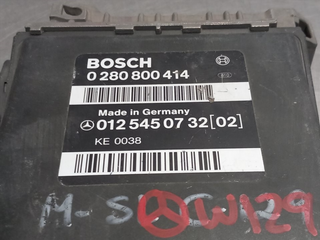 BOSCH
0 280 800 414
Made in Germany
012 545 07 32 [02]
KE 0038
W129